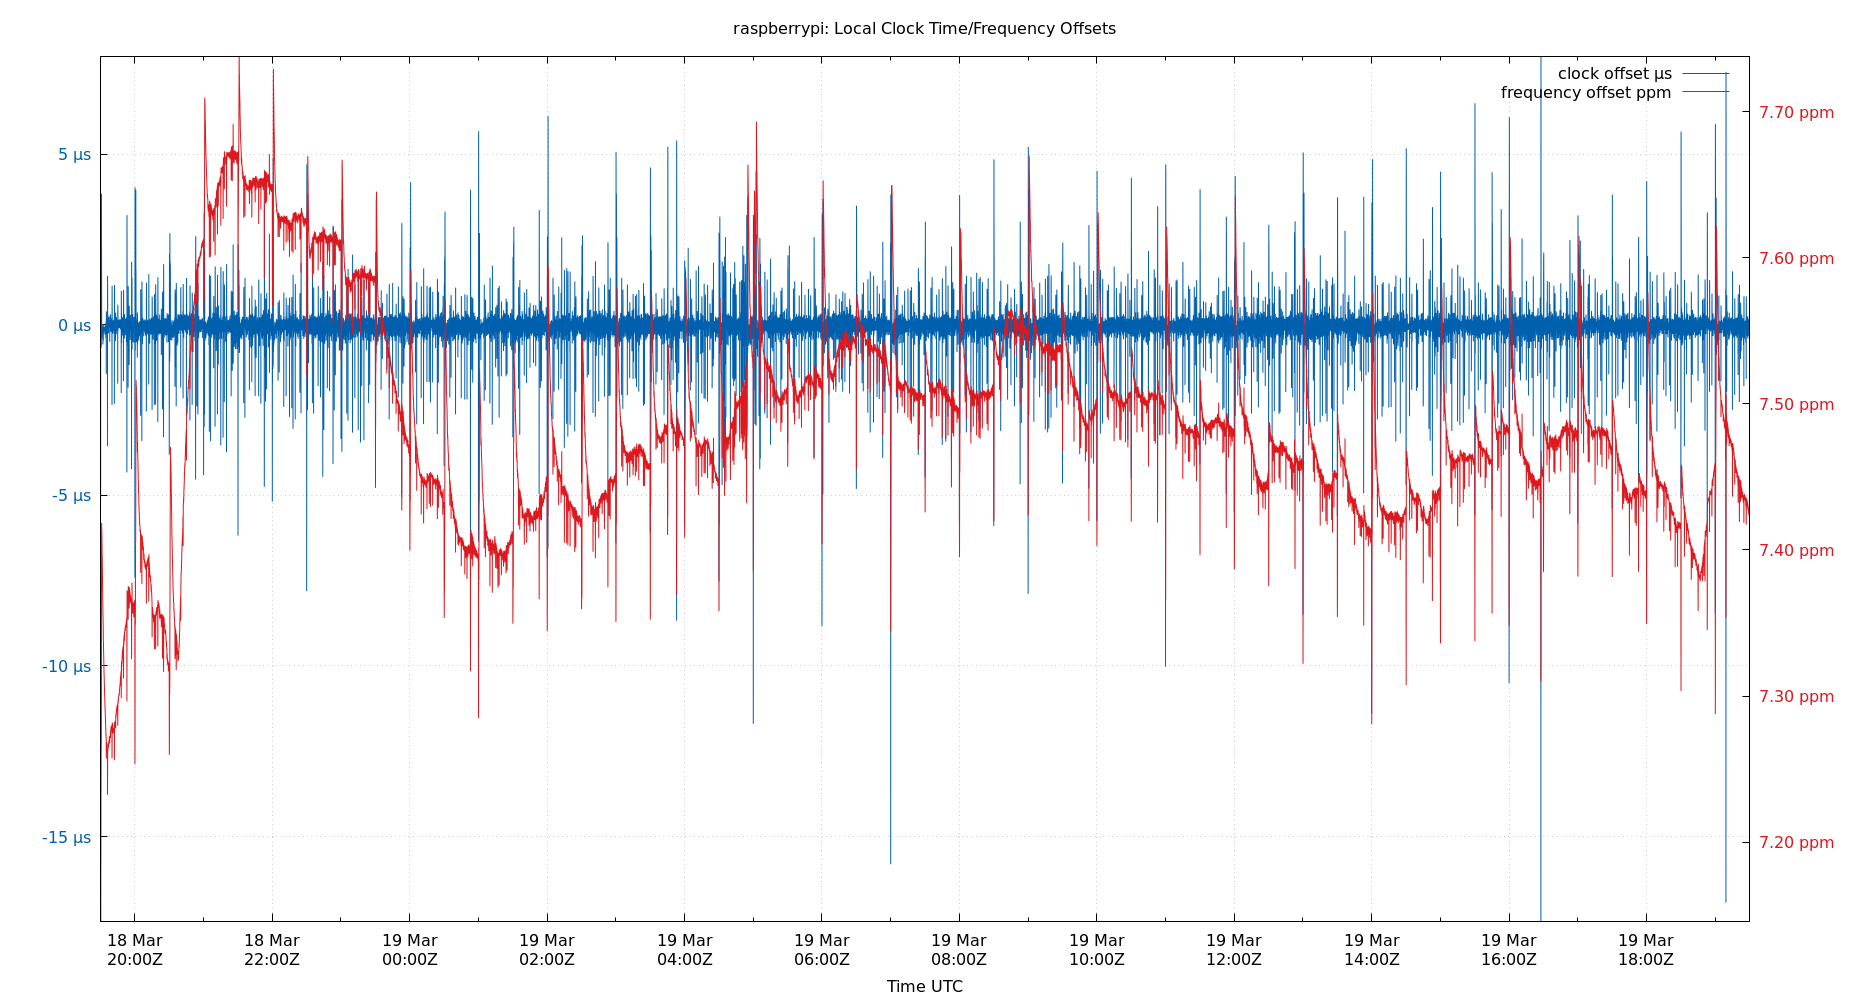 raspberrypi: Local Clock Time/Frequency Offsets
clock offset µs
frequency offset ppm
5 µs
0 µs
-5 µs
-10 µs
-15 µs
7.70 ppm
7.60 ppm
7.50 ppm
7.40 ppm
7.30 ppm
7.20 ppm
18 Mar 18 Mar 19 Mar 19 Mar 19 Mar 19 Mar 19 Mar 19 Mar 19 Mar 19 Mar 19 Mar 19 Mar
20:00Z 22:00Z 00:00Z 02:00Z 04:00Z 06:00Z 08:00Z 10:00Z 12:00Z 14:00Z 16:00Z 18:00Z
Time UTC